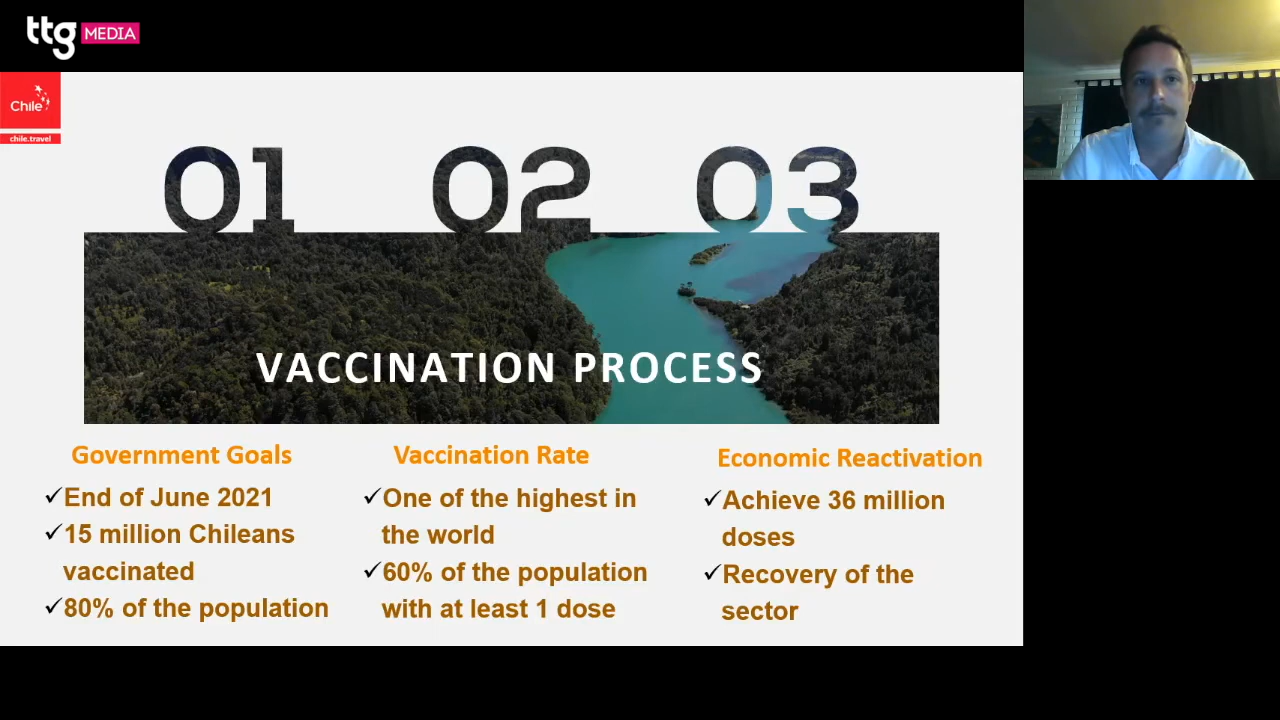 ttg MEDIA
Chile
chile.travel
01 02 03
VACCINATION PROCESS
Government Goals
✓End of June 2021
✓15 million Chileans
vaccinated
✓80% of the population
Vaccination Rate
✓One of the highest in
the world
✓60% of the population
with at least 1 dose
Economic Reactivation
✓Achieve 36 million
doses
✓Recovery of the
sector